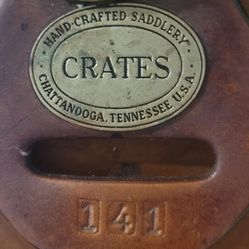 HAND-CRAFTED SADDLERY
CRATES
CHATTANOOGA, TENNESSEE U.S.A.
141